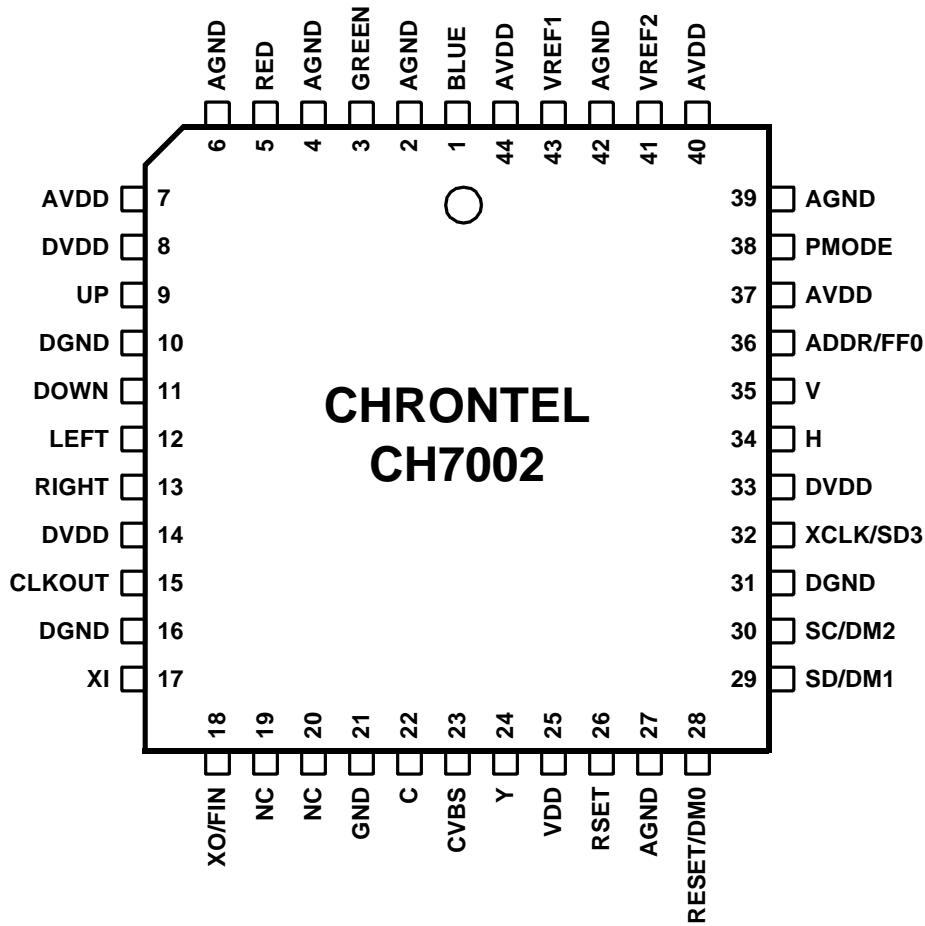 AGND RED AGND GREEN AGND BLUE AVDD VREF1 AGND VREF2 AVDD
6 5 4 3 2 1 44 43 42 41 40
AVDD 7 39 AGND
DVDD 8 38 PMODE
UP 9 37 AVDD
DGND 10 36 ADDR/FF0
DOWN 11 35 V
CHRONTEL
LEFT 12 34 H
CH7002
RIGHT 13 33 DVDD
DVDD 14 32 XCLK/SD3
CLKOUT 15 31 DGND
DGND 16 30 SC/DM2
XI 17 29 SD/DM1
18 19 20 21 22 23 24 25 26 27 28
XO/FIN NC NC GND C CVBS Y VDD RSET AGND RESET/DM0